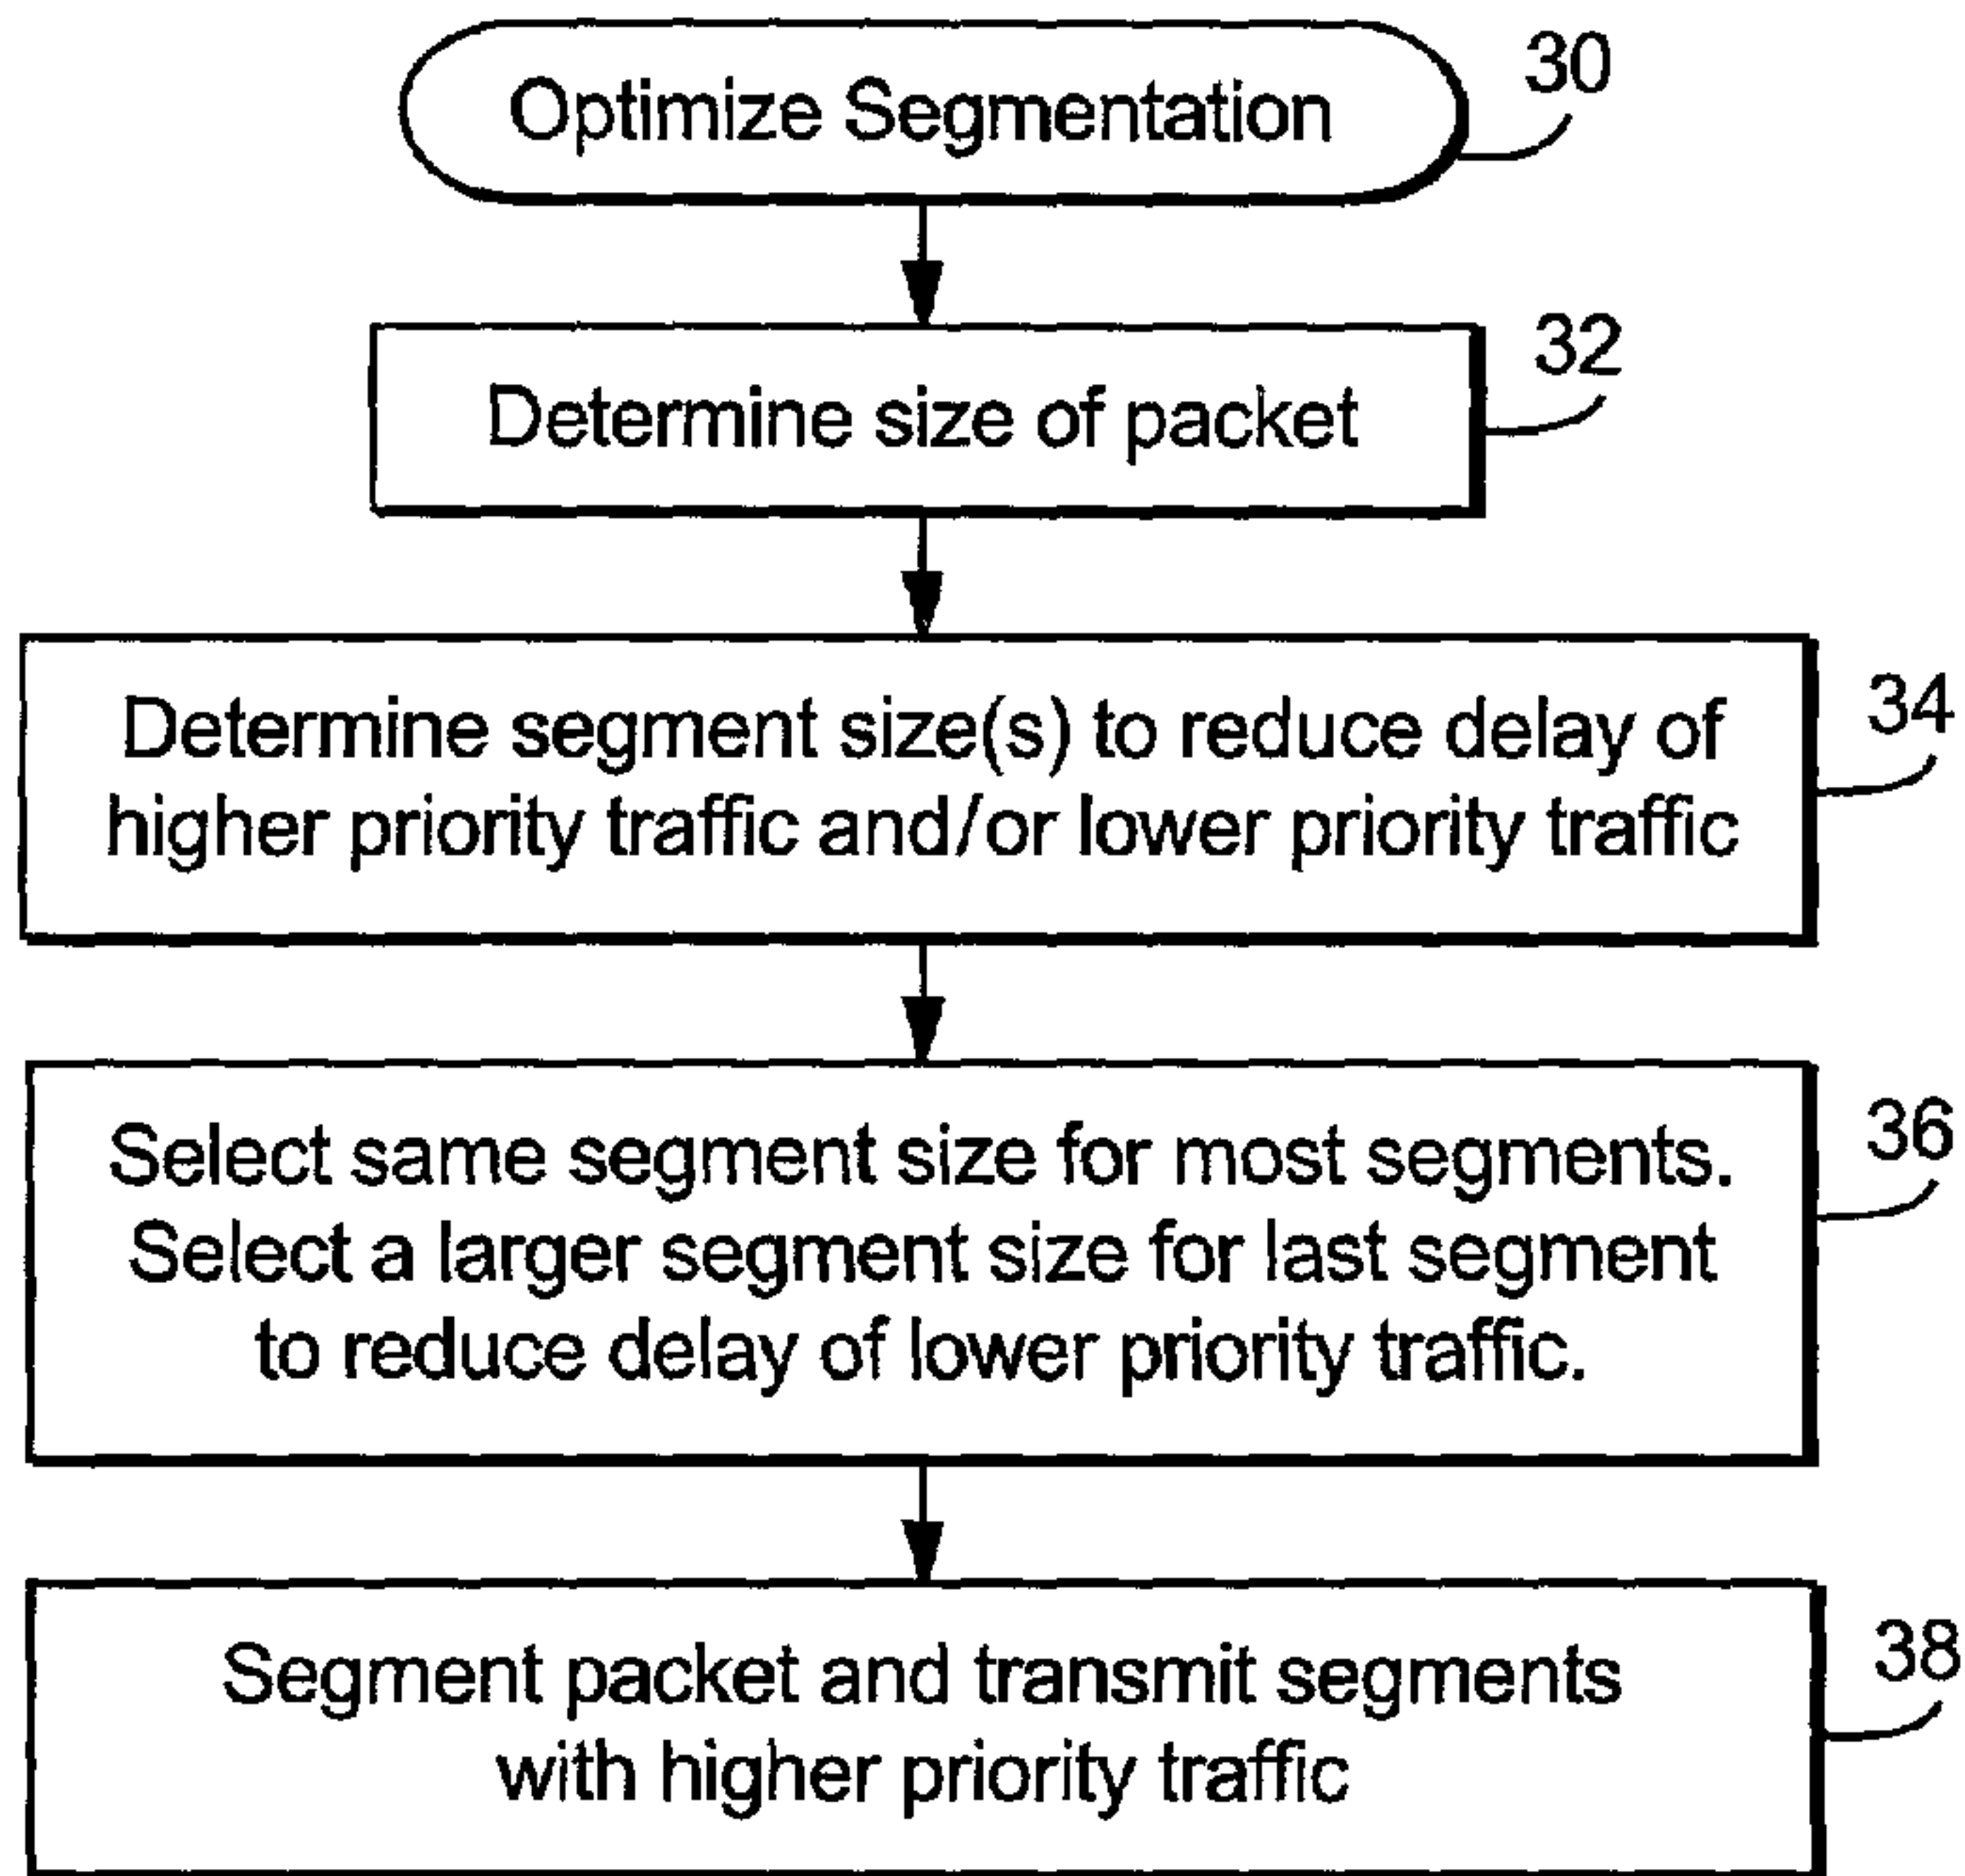 Optimize Segmentation
30
Determine size of packet
32
Determine segment size(s) to reduce delay of
higher priority traffic and/or lower priority traffic
34
Select same segment size for most segments.
Select a larger segment size for last segment
to reduce delay of lower priority traffic.
36
Segment packet and transmit segments
with higher priority traffic
38